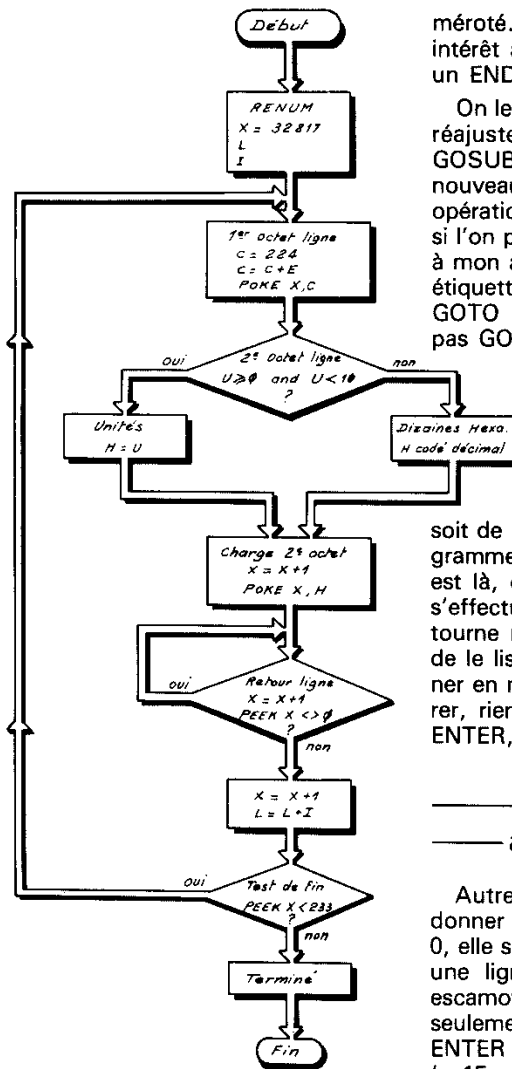 Début
RENUM
X = 32817
L
I
1er octet ligne
C = 224
C = C+E
POKE X,C
oui
2e octet ligne
U ≥ 0 and U < 10
?
non
Unités
H = U
Dizaines Hexa.
H codé décimal
Charge 2e octet
X = X+1
POKE X,H
oui
Retour ligne
X = X+1
PEEK X <> 0
?
non
X = X+1
L = L+I
oui
Test de fin
PEEK X < 233
?
non
Terminé
Fin
méroté.
intérêt
un END
On le
réajuste
GOSUB
nouveau
opératio
si l'on p
à mon a
étiquett
GOTO
pas GO
soit de
gramme
est là,
s'effectu
tourne
de le lis
ner en
rer, rien
ENTER,
Autre
donner
0, elle s
une lign
escamo
seuleme
ENTER